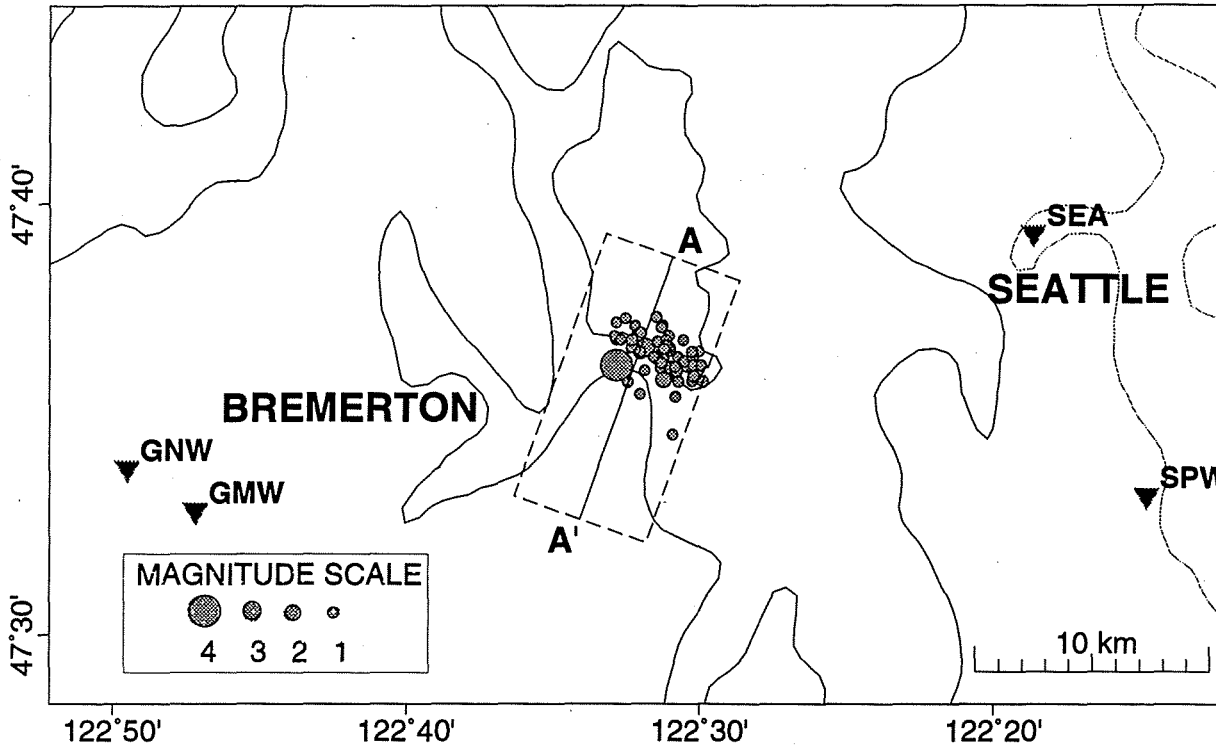 47°40'
SEA
A
SEATTLE
BREMERTON
GNW
GMW
SPW
A'
MAGNITUDE SCALE
4 3 2 1
10 km
47°30'
122°50' 122°40' 122°30' 122°20'